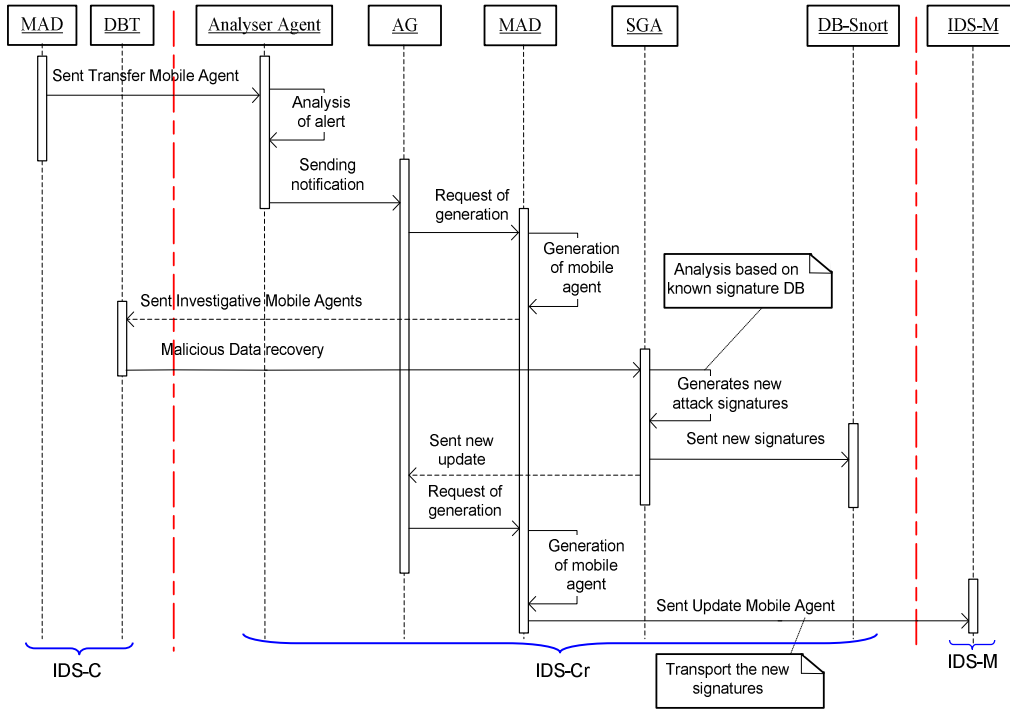 MAD
DBT
Analyser Agent
AG
MAD
SGA
DB-Snort
IDS-M
Sent Transfer Mobile Agent
Analysis
of alert
Sending
notification
Request of
generation
Generation
of mobile
agent
Analysis based on
known signature DB
Sent Investigative Mobile Agents
Malicious Data recovery
Generates new
attack signatures
Sent new
update
Sent new signatures
Request of
generation
Generation
of mobile
agent
Sent Update Mobile Agent
IDS-C
IDS-Cr
IDS-M
Transport the new
signatures